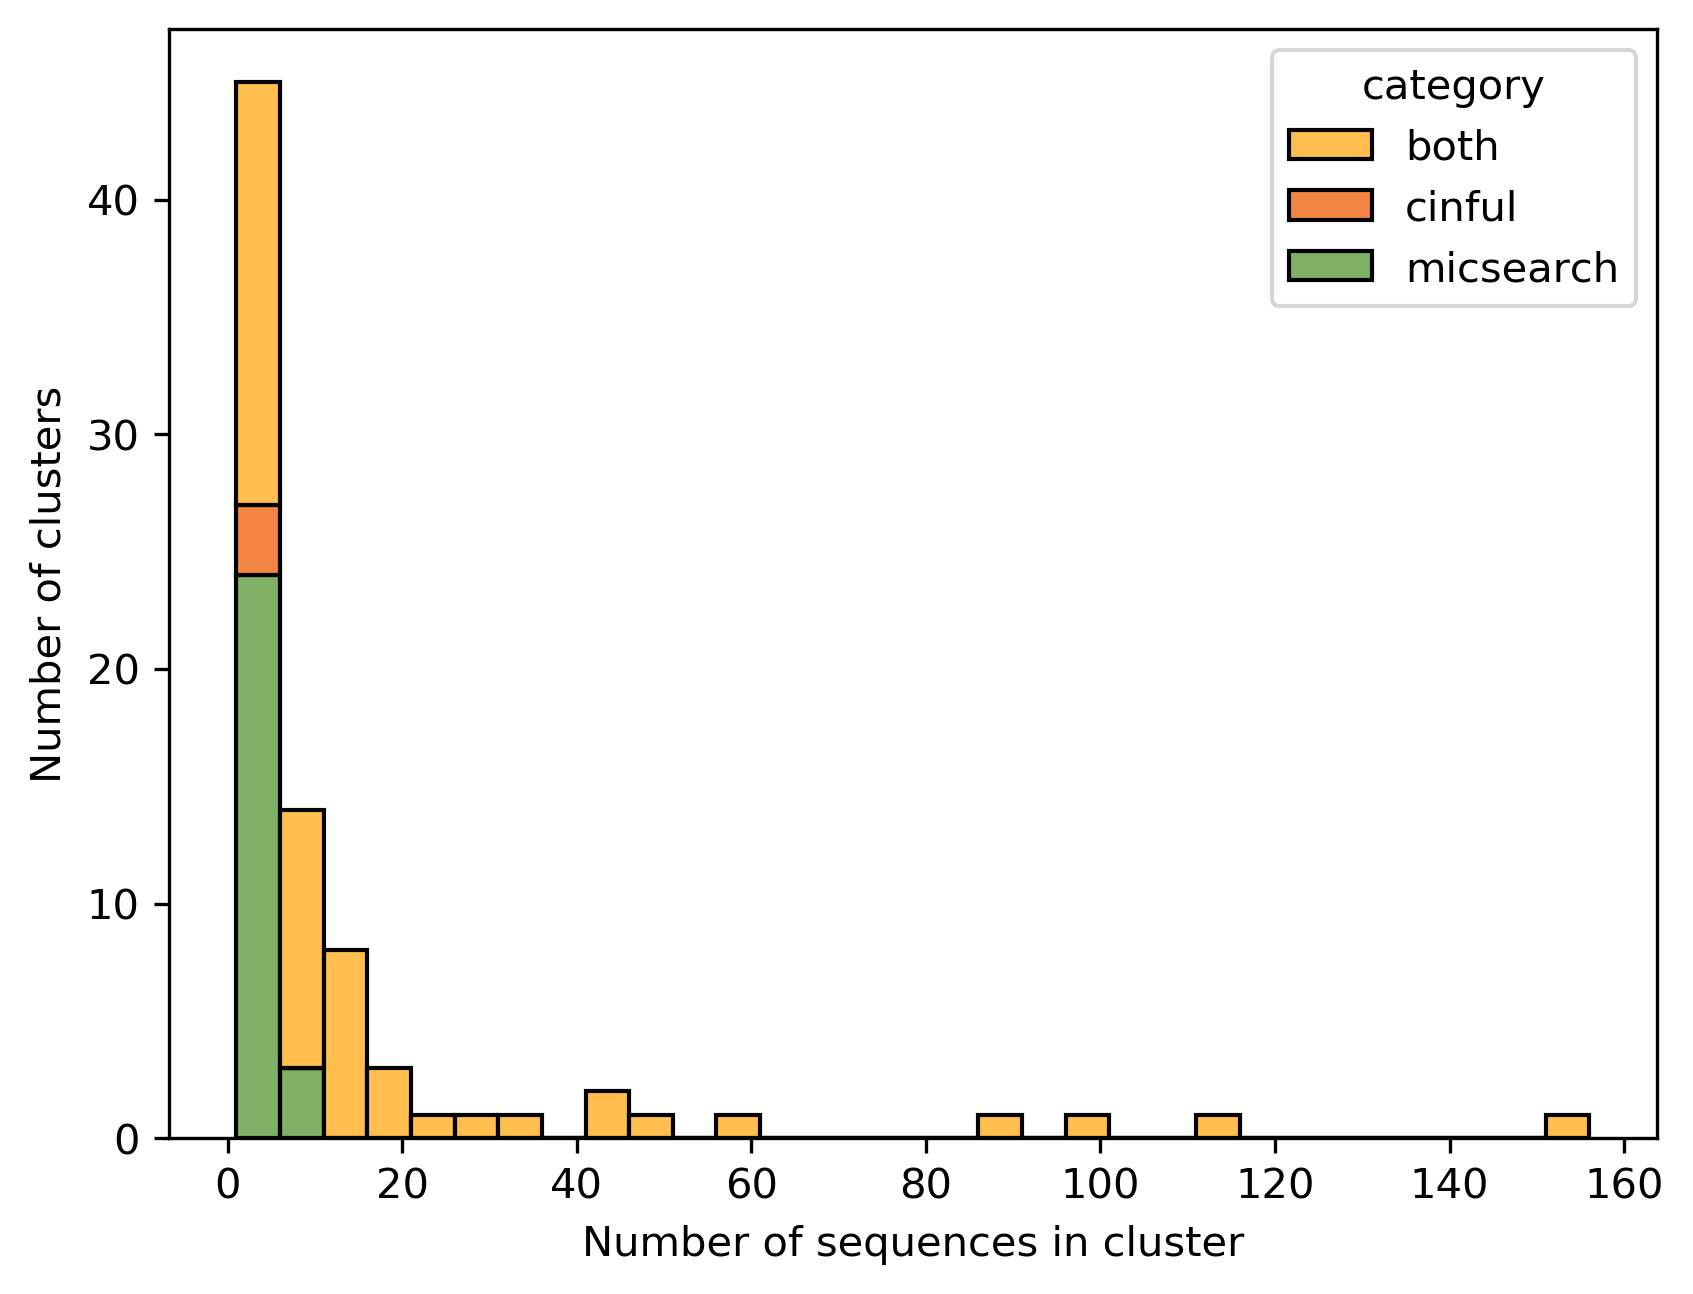 category
both
cinful
micsearch
Number of clusters
40
30
20
10
0
0 20 40 60 80 100 120 140 160
Number of sequences in cluster